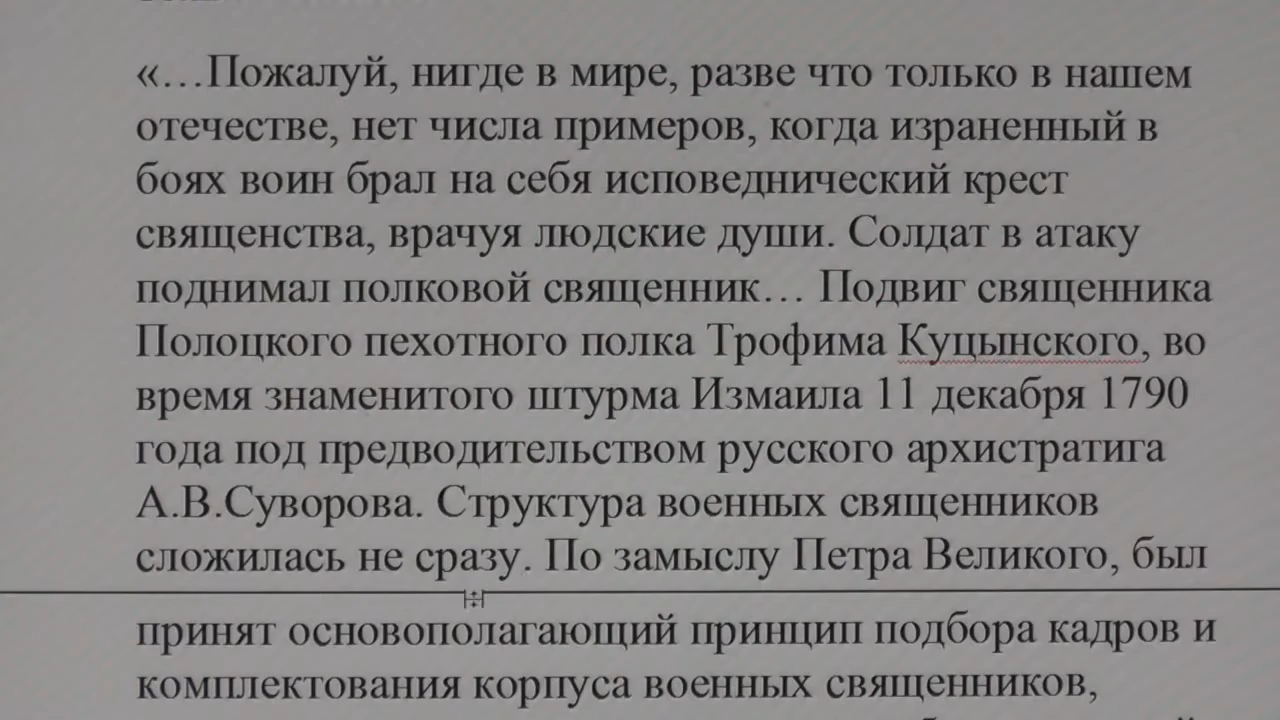 «…Пожалуй, нигде в мире, разве что только в нашем
отечестве, нет числа примеров, когда израненный в
боях воин брал на себя исповеднический крест
священства, врачуя людские души. Солдат в атаку
поднимал полковой священник… Подвиг священника
Полоцкого пехотного полка Трофима Куцынского, во
время знаменитого штурма Измаила 11 декабря 1790
года под предводительством русского архистратига
А.В.Суворова. Структура военных священников
сложилась не сразу. По замыслу Петра Великого, был
принят основополагающий принцип подбора кадров и
комплектования корпуса военных священников,